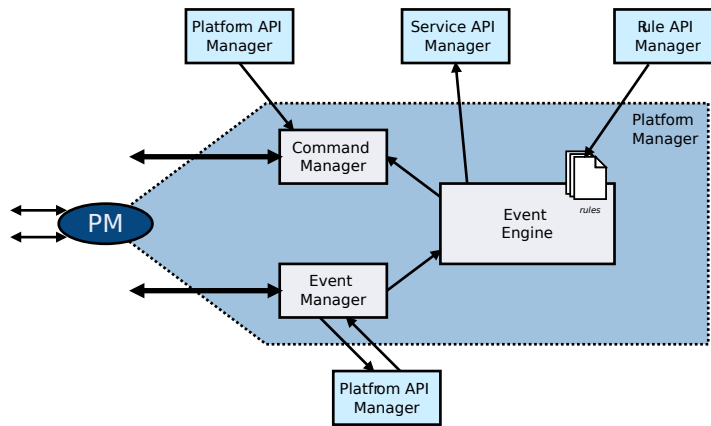 Platform API
Manager
Service API
Manager
Rule API
Manager
Platform
Manager
Command
Manager
rules
PM
Event
Engine
Event
Manager
Platfrom API
Manager